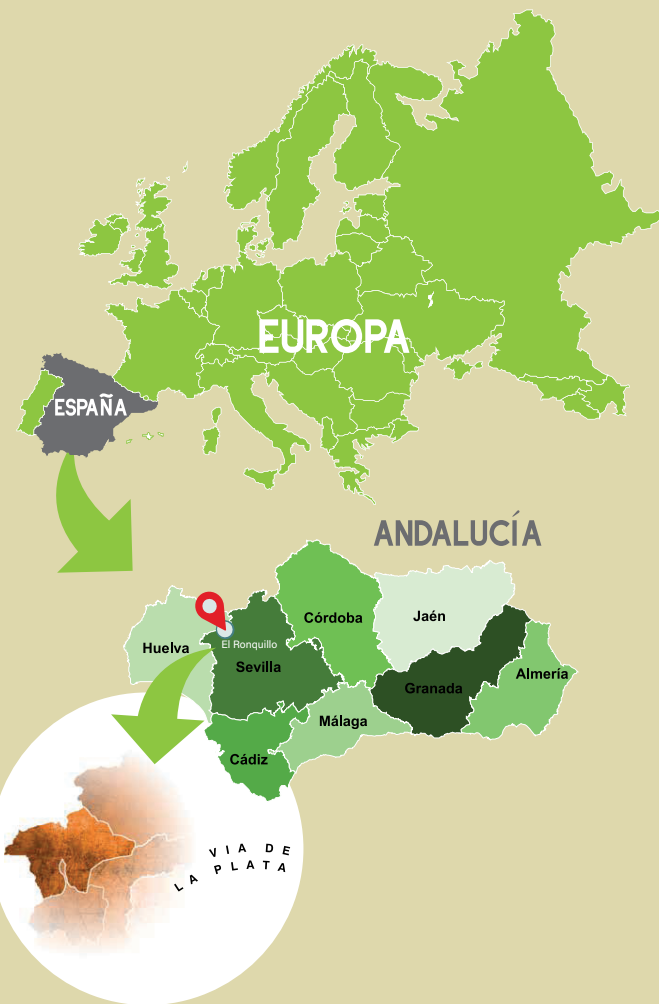 EUROPA
ESPAÑA
ANDALUCÍA
Córdoba
Jaén
Huelva
El Ronquillo
Sevilla
Almería
Granada
Málaga
Cádiz
VIA DE
LA PLATA